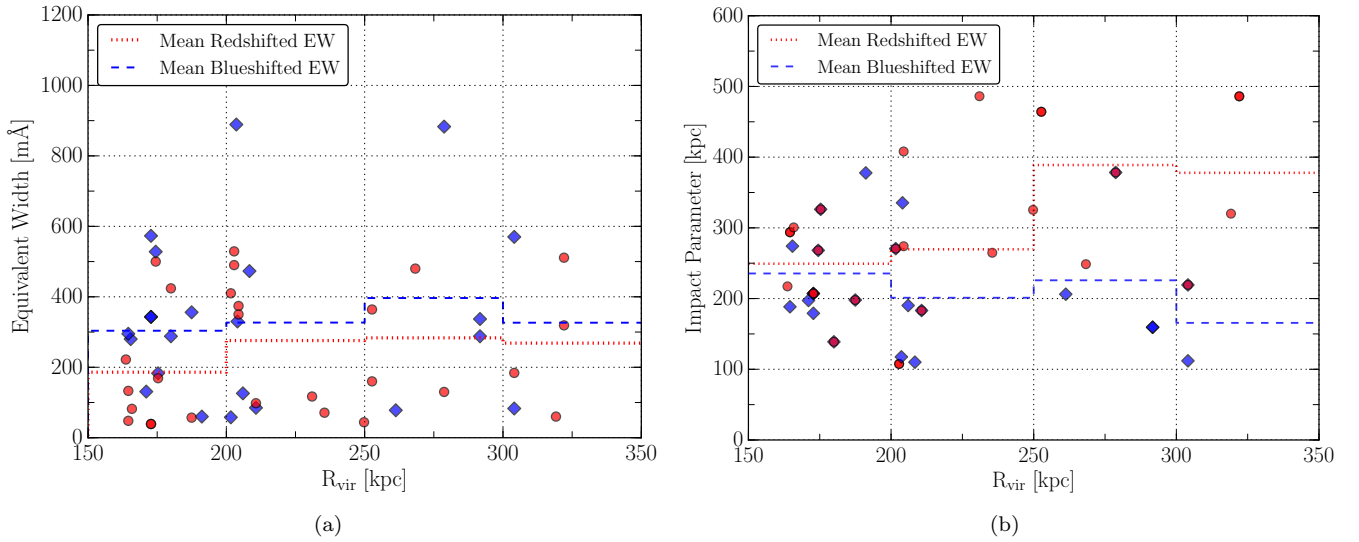 1200
1000
800
600
400
200
0
Equivalent Width [mÅ]
Mean Redshifted EW
Mean Blueshifted EW
150 200 250 300 350
R_vir [kpc]
(a)
600
500
400
300
200
100
0
Impact Parameter [kpc]
Mean Redshifted EW
Mean Blueshifted EW
150 200 250 300 350
R_vir [kpc]
(b)